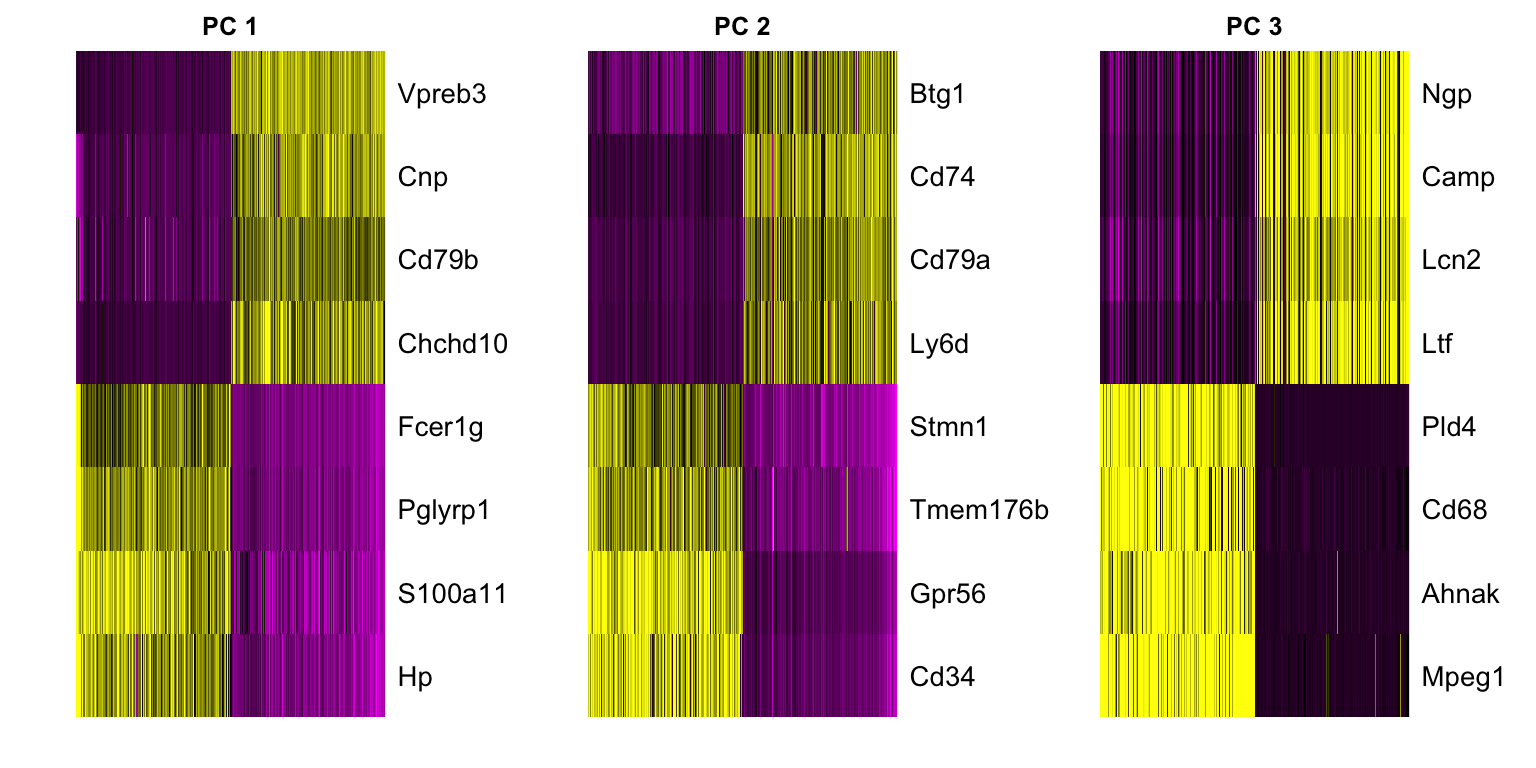 PC 1
Vpreb3
Cnp
Cd79b
Chchd10
Fcer1g
Pglyrp1
S100a11
Hp
PC 2
Btg1
Cd74
Cd79a
Ly6d
Stmn1
Tmem176b
Gpr56
Cd34
PC 3
Ngp
Camp
Lcn2
Ltf
Pld4
Cd68
Ahnak
Mpeg1